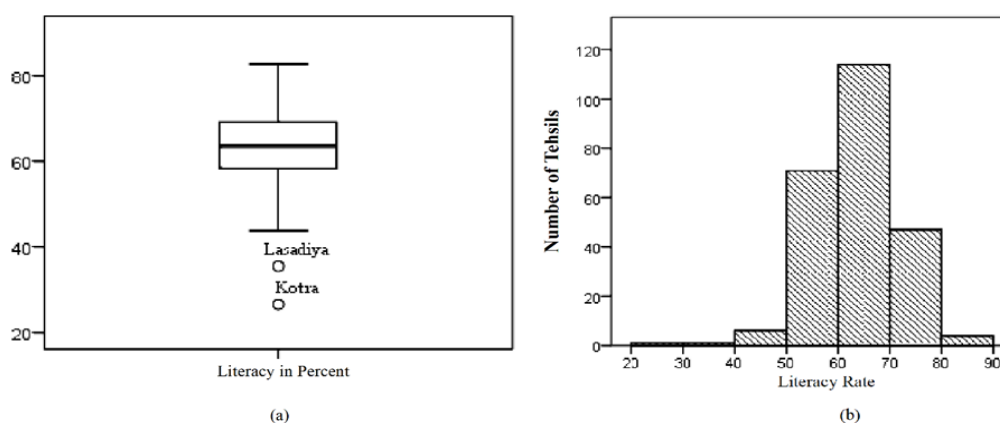 80
60
40
20
Lasadiya
Kotra
Literacy in Percent
(a)
Number of Tehsils
120
100
80
60
40
20
0
20 30 40 50 60 70 80 90
Literacy Rate
(b)